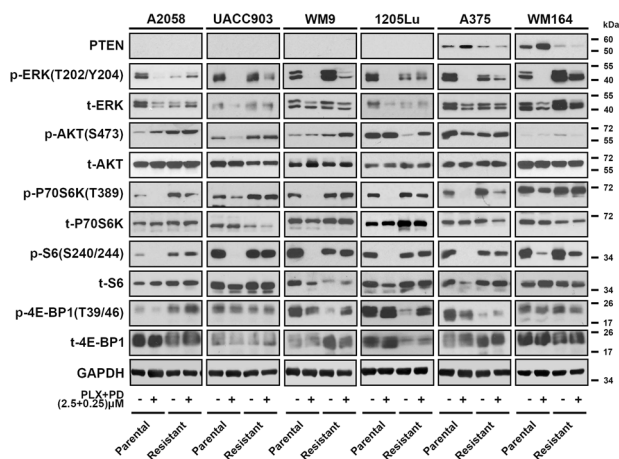 A2058 UACC903 WM9 1205Lu A375 WM164
kDa
PTEN
60
50
p-ERK(T202/Y204)
50
40
t-ERK
50
40
p-AKT(S473)
72
55
t-AKT
72
55
p-P70S6K(T389)
72
t-P70S6K
72
p-S6(S240/244)
34
t-S6
34
p-4E-BP1(T39/46)
26
17
t-4E-BP1
26
17
GAPDH
34
PLX+PD - + - + - + - + - + - + - + - + - + - + - + - +
(2.5+0.25)μM
Parental Resistant Parental Resistant Parental Resistant Parental Resistant Parental Resistant Parental Resistant